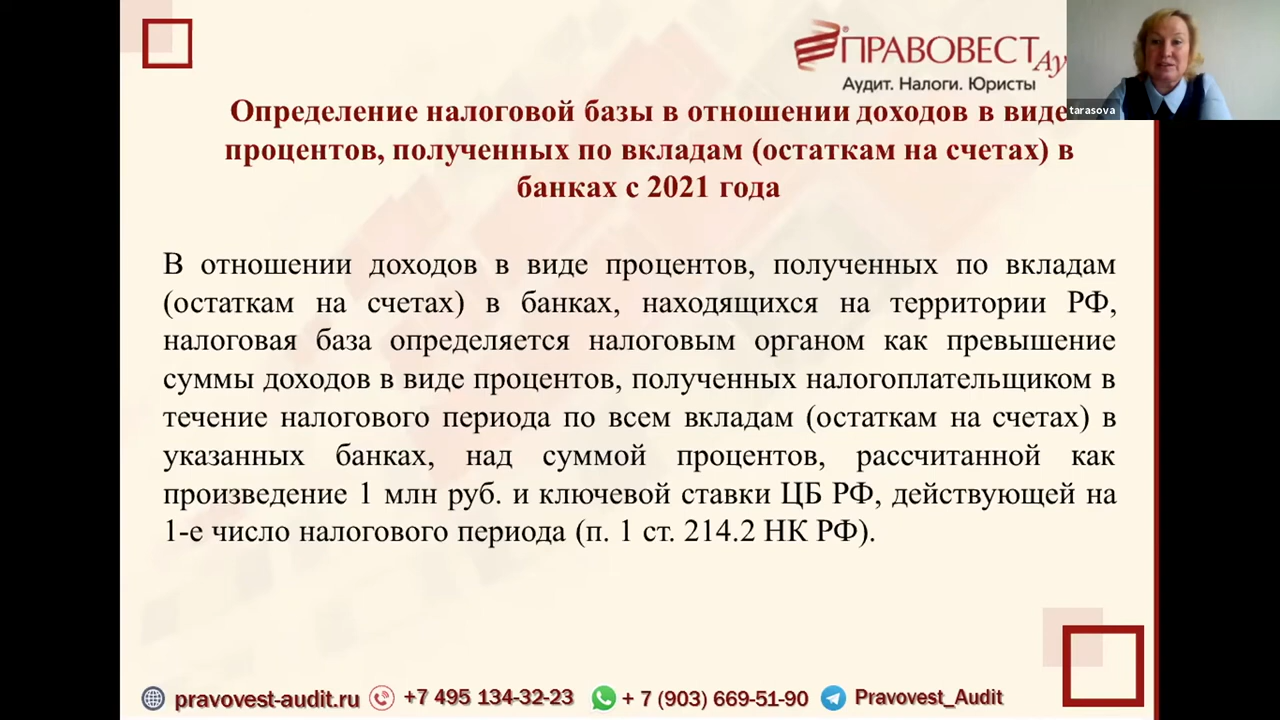 ПРАВОВЕСТ
Аудит. Налоги. Юристы
tarasova
Определение налоговой базы в отношении доходов в виде
процентов, полученных по вкладам (остаткам на счетах) в
банках с 2021 года
В отношении доходов в виде процентов, полученных по вкладам
(остаткам на счетах) в банках, находящихся на территории РФ,
налоговая база определяется налоговым органом как превышение
суммы доходов в виде процентов, полученных налогоплательщиком в
течение налогового периода по всем вкладам (остаткам на счетах) в
указанных банках, над суммой процентов, рассчитанной как
произведение 1 млн руб. и ключевой ставки ЦБ РФ, действующей на
1-е число налогового периода (п. 1 ст. 214.2 НК РФ).
pravovest-audit.ru +7 495 134-32-23 + 7 (903) 669-51-90 Pravovest_Audit